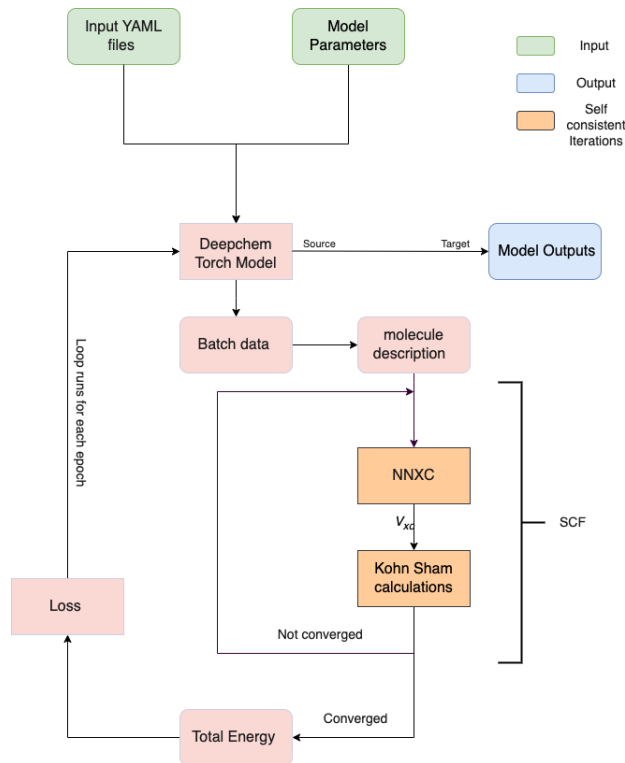 Input YAML
files
Model
Parameters
Input
Output
Self
consistent
Iterations
Deepchem
Torch Model
Source
Target
Model Outputs
Batch data
molecule
description
Loop runs for each epoch
NNXC
Vxc
SCF
Kohn Sham
calculations
Loss
Not converged
Converged
Total Energy